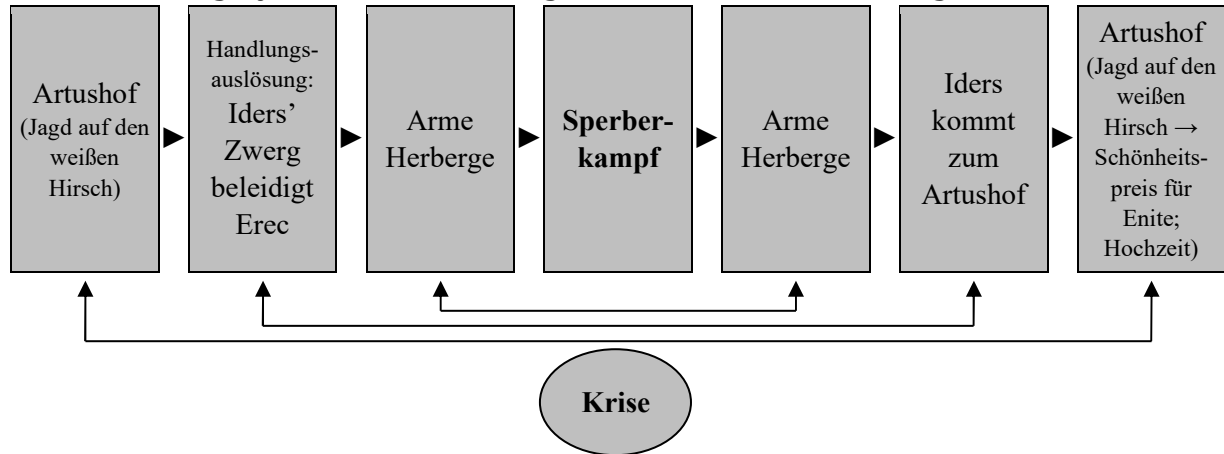 Artushof
(Jagd auf den
weißen
Hirsch)
Handlungs-
auslösung:
Iders’
Zwerg
beleidigt
Erec
Arme
Herberge
Sperber-
kampf
Arme
Herberge
Iders
kommt
zum
Artushof
Artushof
(Jagd auf den
weißen
Hirsch →
Schönheits-
preis für
Enite;
Hochzeit)
Krise